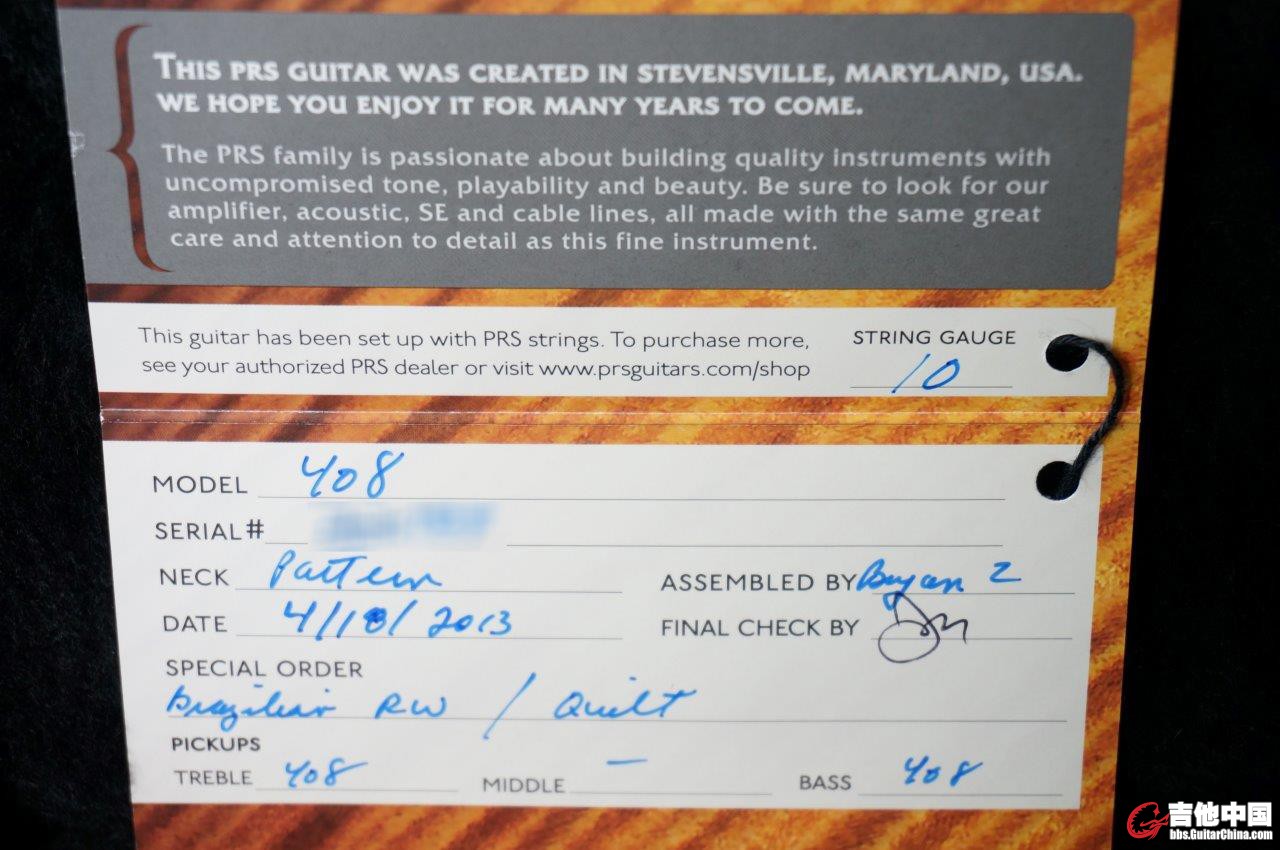 THIS PRS GUITAR WAS CREATED IN STEVENSVILLE, MARYLAND, USA.
WE HOPE YOU ENJOY IT FOR MANY YEARS TO COME.
The PRS family is passionate about building quality instruments with
uncompromised tone, playability and beauty. Be sure to look for our
amplifier, acoustic, SE and cable lines, all made with the same great
care and attention to detail as this fine instrument.
This guitar has been set up with PRS strings. To purchase more,
see your authorized PRS dealer or visit www.prsguitars.com/shop
STRING GAUGE
10
MODEL 408
SERIAL#
NECK Pattern
ASSEMBLED BY Bryan Z
DATE 4/18/2013
FINAL CHECK BY
SPECIAL ORDER
Brazilian RW / Quilt
PICKUPS
TREBLE 408 MIDDLE — BASS 408
吉他中国
bbs.GuitarChina.com